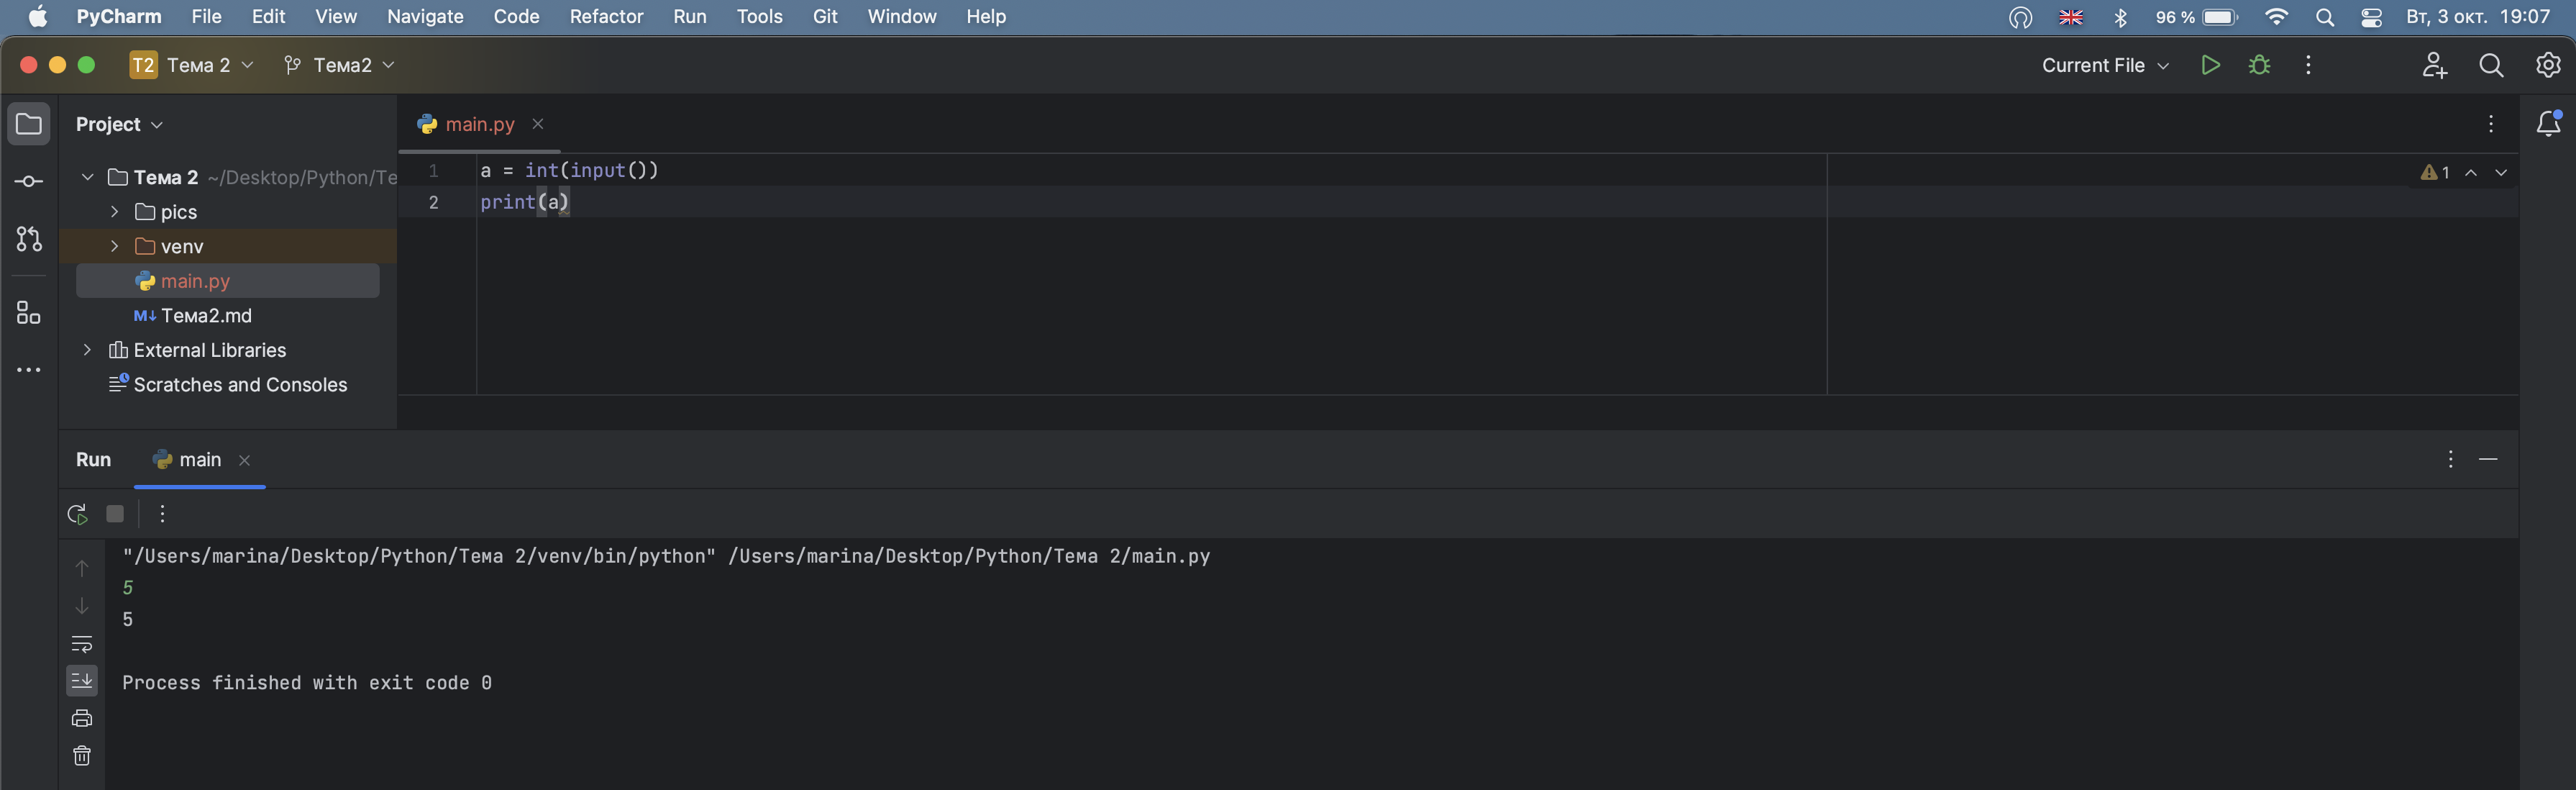 PyCharm File Edit View Navigate Code Refactor Run Tools Git Window Help 96 % Вт, 3 окт. 19:07
T2 Тема 2 Тема2 Current File
Project
main.py
Тема 2 ~/Desktop/Python/Те
pics
venv
main.py
M↓ Тема2.md
External Libraries
Scratches and Consoles
1 a = int(input())
2 print(a)
1
Run main
"/Users/marina/Desktop/Python/Тема 2/venv/bin/python" /Users/marina/Desktop/Python/Тема 2/main.py
5
5
Process finished with exit code 0